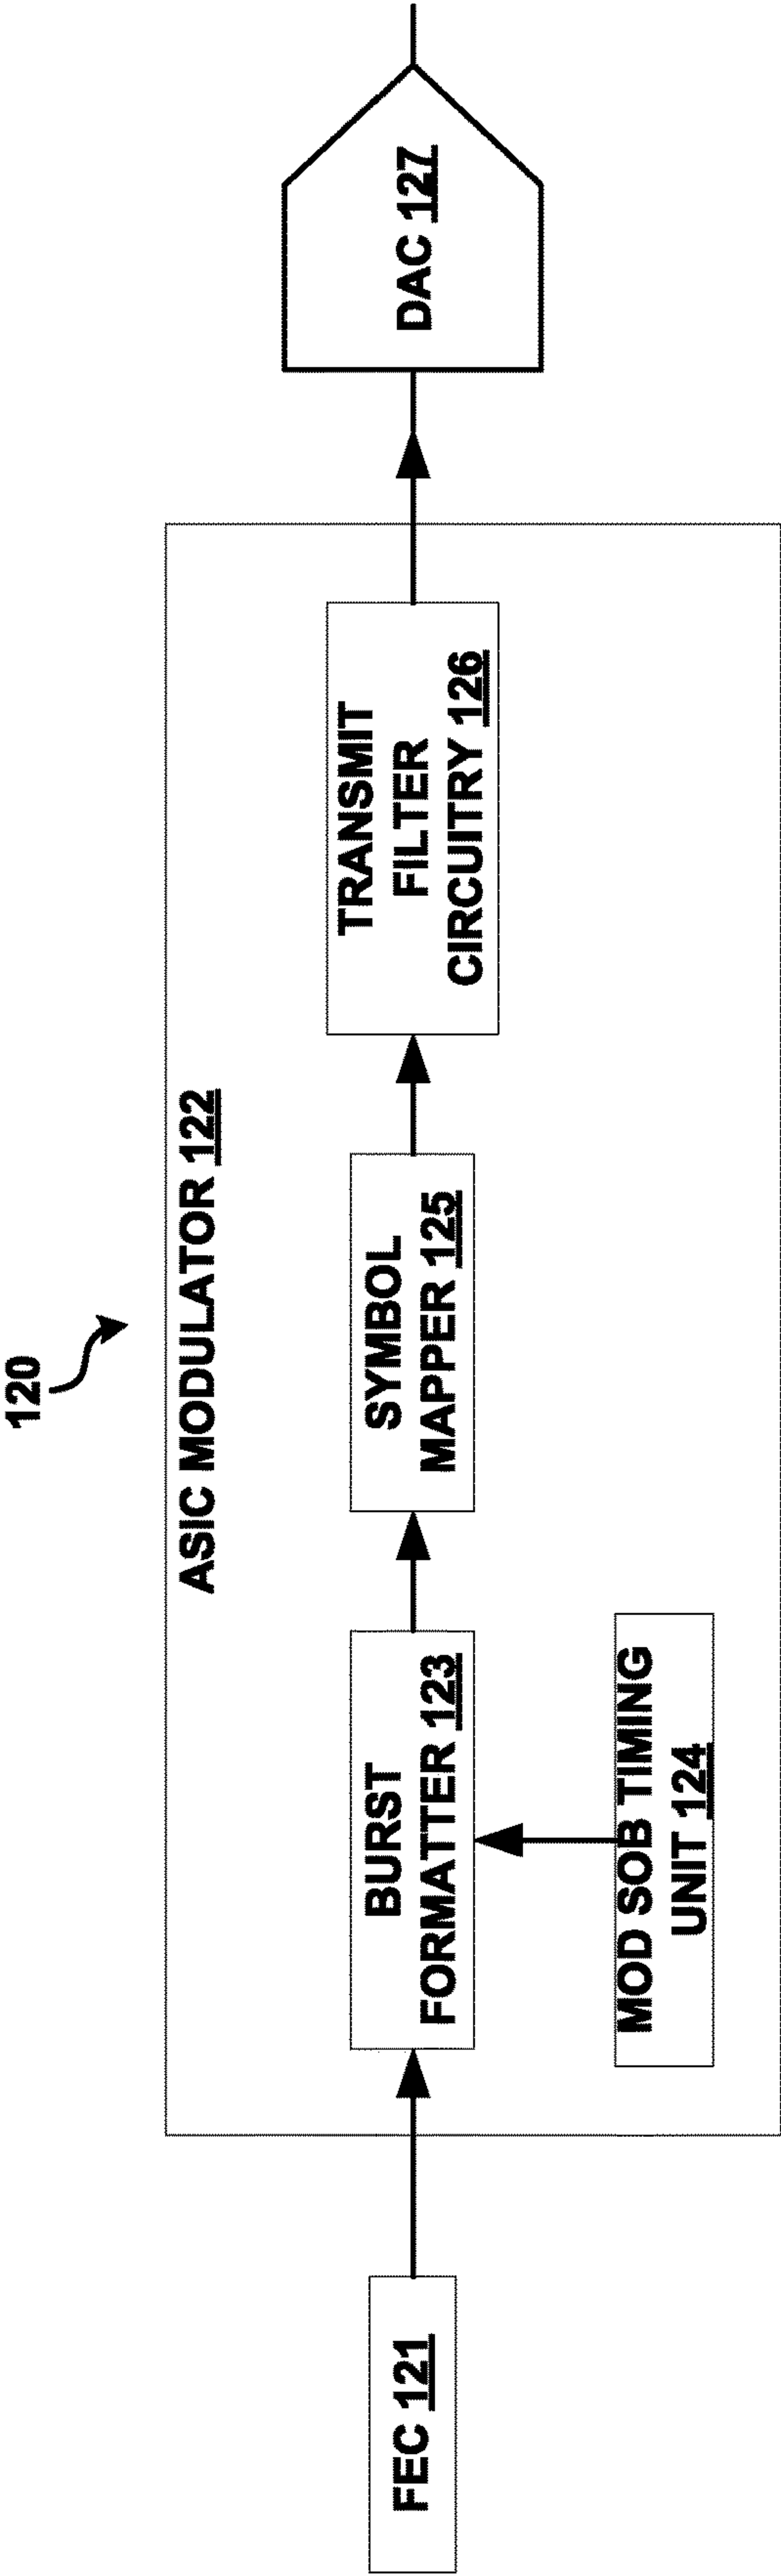 120
ASIC MODULATOR 122
FEC 121
BURST
FORMATTER 123
MOD SOB TIMING
UNIT 124
SYMBOL
MAPPER 125
TRANSMIT
FILTER
CIRCUITRY 126
DAC 127